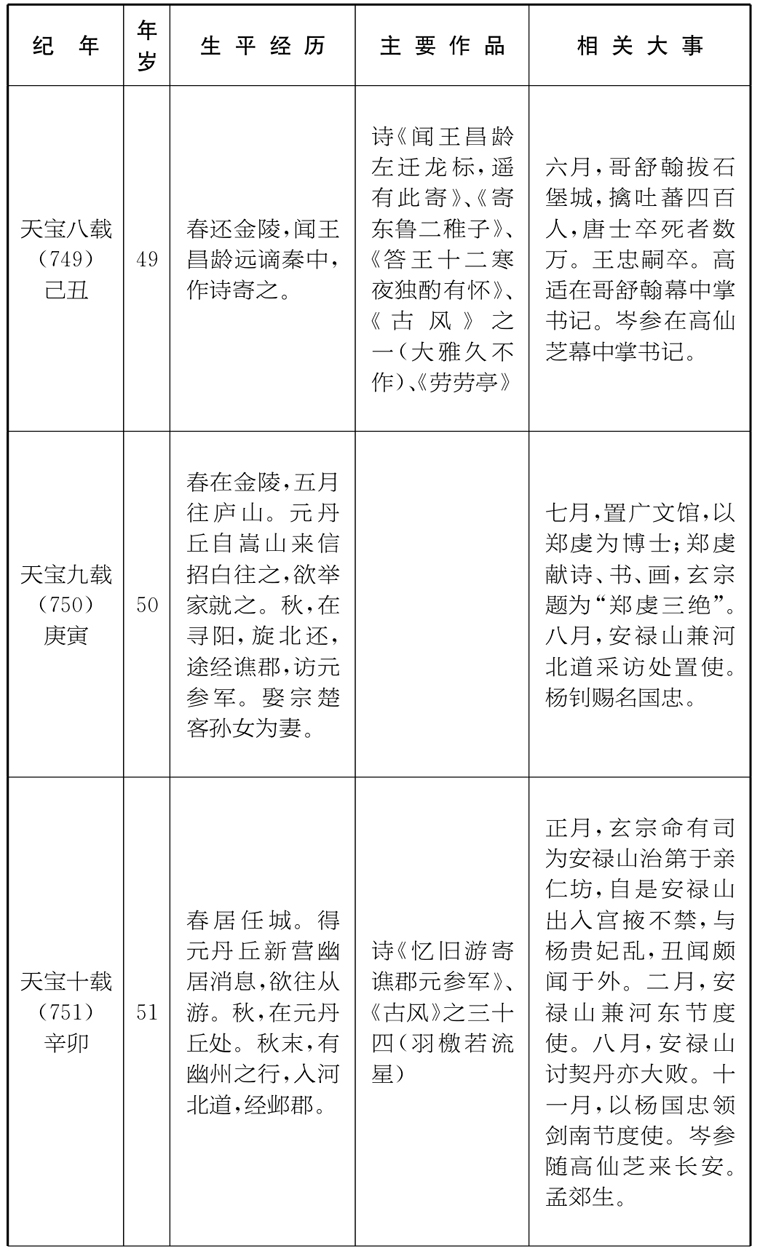 纪 年
年岁
生平经历
主要作品
相关大事
天宝八载
（749）
己丑
49
春还金陵，闻王
昌龄远谪秦中，
作诗寄之。
诗《闻王昌龄
左迁龙标，遥
有此寄》、《寄
东鲁二稚子》、
《答王十二寒
夜独酌有怀》、
《古风》之
一（大雅久不
作）、《劳劳亭》
六月，哥舒翰拔石
堡城，擒吐蕃四百
人，唐士卒死者数
万。王忠嗣卒。高
适在哥舒翰幕中掌
书记。岑参在高仙
芝幕中掌书记。
天宝九载
（750）
庚寅
50
春在金陵，五月
往庐山。元丹
丘自嵩山来信
招白往之，欲举
家就之。秋，在
寻阳，旋北还，
途经谯郡，访元
参军。娶宗楚
客孙女为妻。
七月，置广文馆，以
郑虔为博士；郑虔
献诗、书、画，玄宗
题为“郑虔三绝”。
八月，安禄山兼河
北道采访处置使。
杨钊赐名国忠。
天宝十载
（751）
辛卯
51
春居任城。得
元丹丘新营幽
居消息，欲往从
游。秋，在元丹
丘处。秋末，有
幽州之行，入河
北道，经邺郡。
诗《忆旧游寄
谯郡元参军》、
《古风》之三十
四（羽檄若流
星）
正月，玄宗命有司
为安禄山治第于亲
仁坊，自是安禄山
出入宫掖不禁，与
杨贵妃乱，丑闻颇
闻于外。二月，安
禄山兼河东节度
使。八月，安禄山
讨契丹亦大败。十
一月，以杨国忠领
剑南节度使。岑参
随高仙芝来长安。
孟郊生。